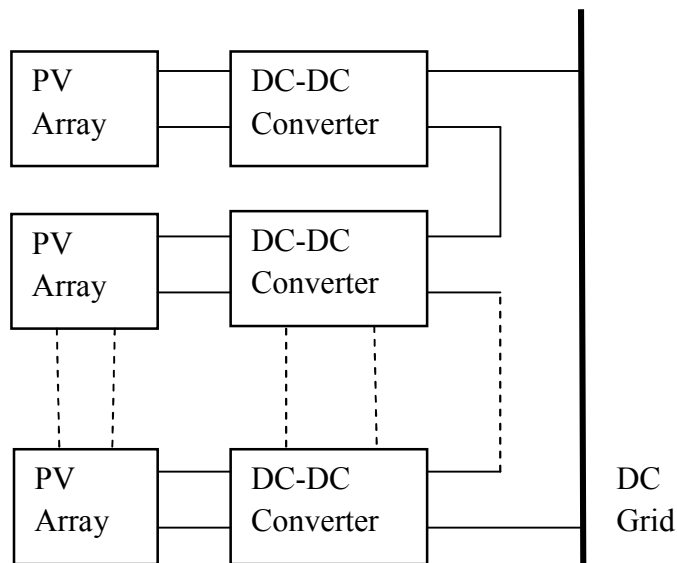 PV
Array
DC-DC
Converter
PV
Array
DC-DC
Converter
PV
Array
DC-DC
Converter
DC
Grid